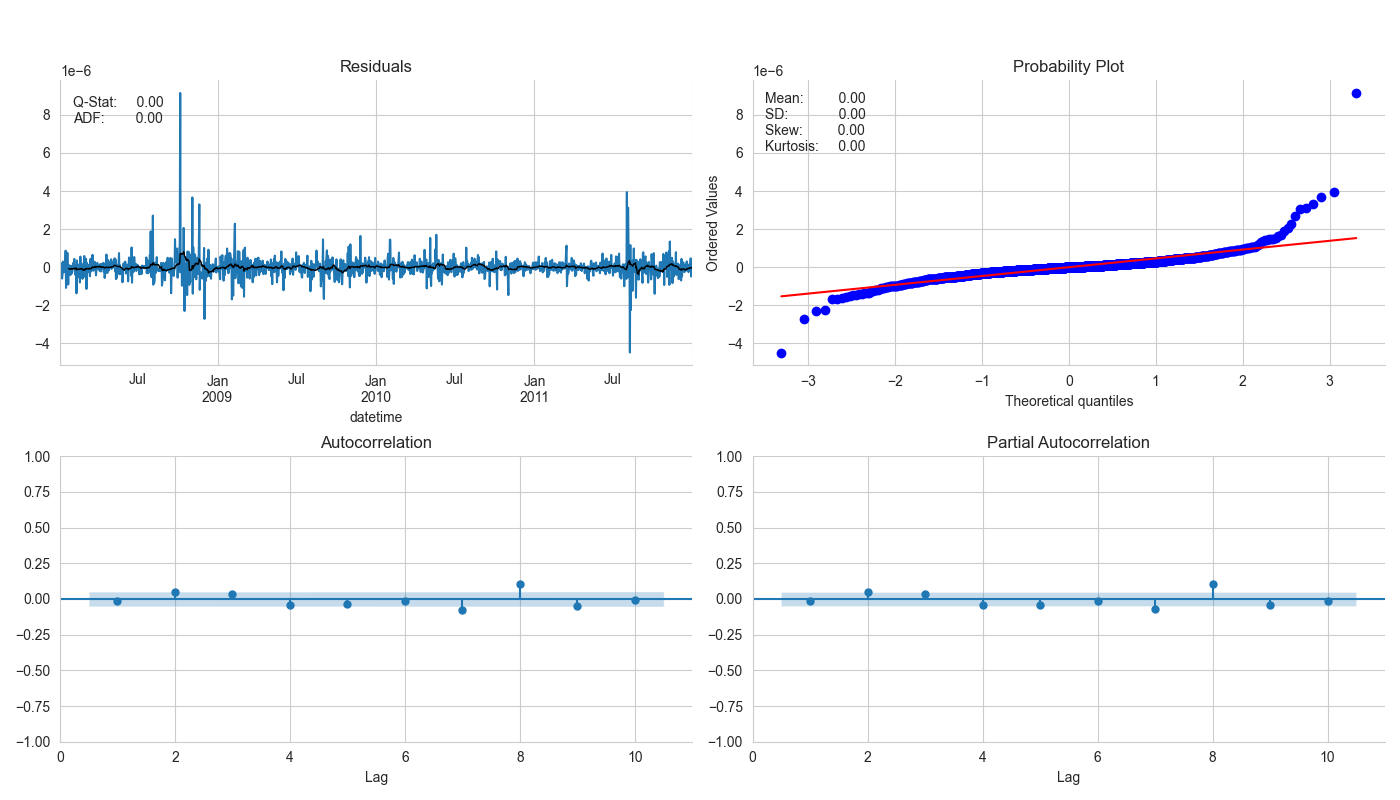 Residuals
1e−6
Q-Stat: 0.00
ADF: 0.00
8
6
4
2
0
−2
−4
Jul
Jan
2009
Jul
Jan
2010
Jul
Jan
2011
Jul
datetime
Probability Plot
1e−6
Mean: 0.00
SD: 0.00
Skew: 0.00
Kurtosis: 0.00
Ordered Values
8
6
4
2
0
−2
−4
−3 −2 −1 0 1 2 3
Theoretical quantiles
Autocorrelation
1.00
0.75
0.50
0.25
0.00
−0.25
−0.50
−0.75
−1.00
0 2 4 6 8 10
Lag
Partial Autocorrelation
1.00
0.75
0.50
0.25
0.00
−0.25
−0.50
−0.75
−1.00
0 2 4 6 8 10
Lag